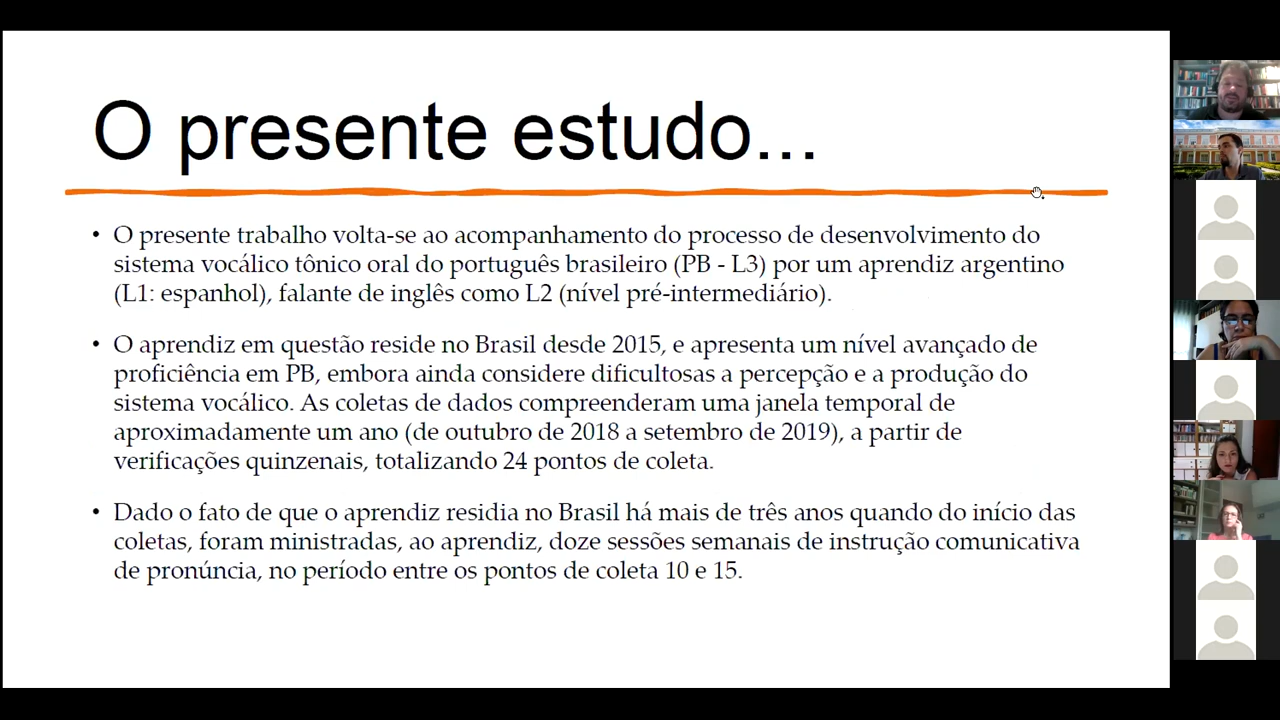 O presente estudo...
• O presente trabalho volta-se ao acompanhamento do processo de desenvolvimento do
sistema vocálico tônico oral do português brasileiro (PB - L3) por um aprendiz argentino
(L1: espanhol), falante de inglês como L2 (nível pré-intermediário).
• O aprendiz em questão reside no Brasil desde 2015, e apresenta um nível avançado de
proficiência em PB, embora ainda considere dificultosas a percepção e a produção do
sistema vocálico. As coletas de dados compreenderam uma janela temporal de
aproximadamente um ano (de outubro de 2018 a setembro de 2019), a partir de
verificações quinzenais, totalizando 24 pontos de coleta.
• Dado o fato de que o aprendiz residia no Brasil há mais de três anos quando do início das
coletas, foram ministradas, ao aprendiz, doze sessões semanais de instrução comunicativa
de pronúncia, no período entre os pontos de coleta 10 e 15.